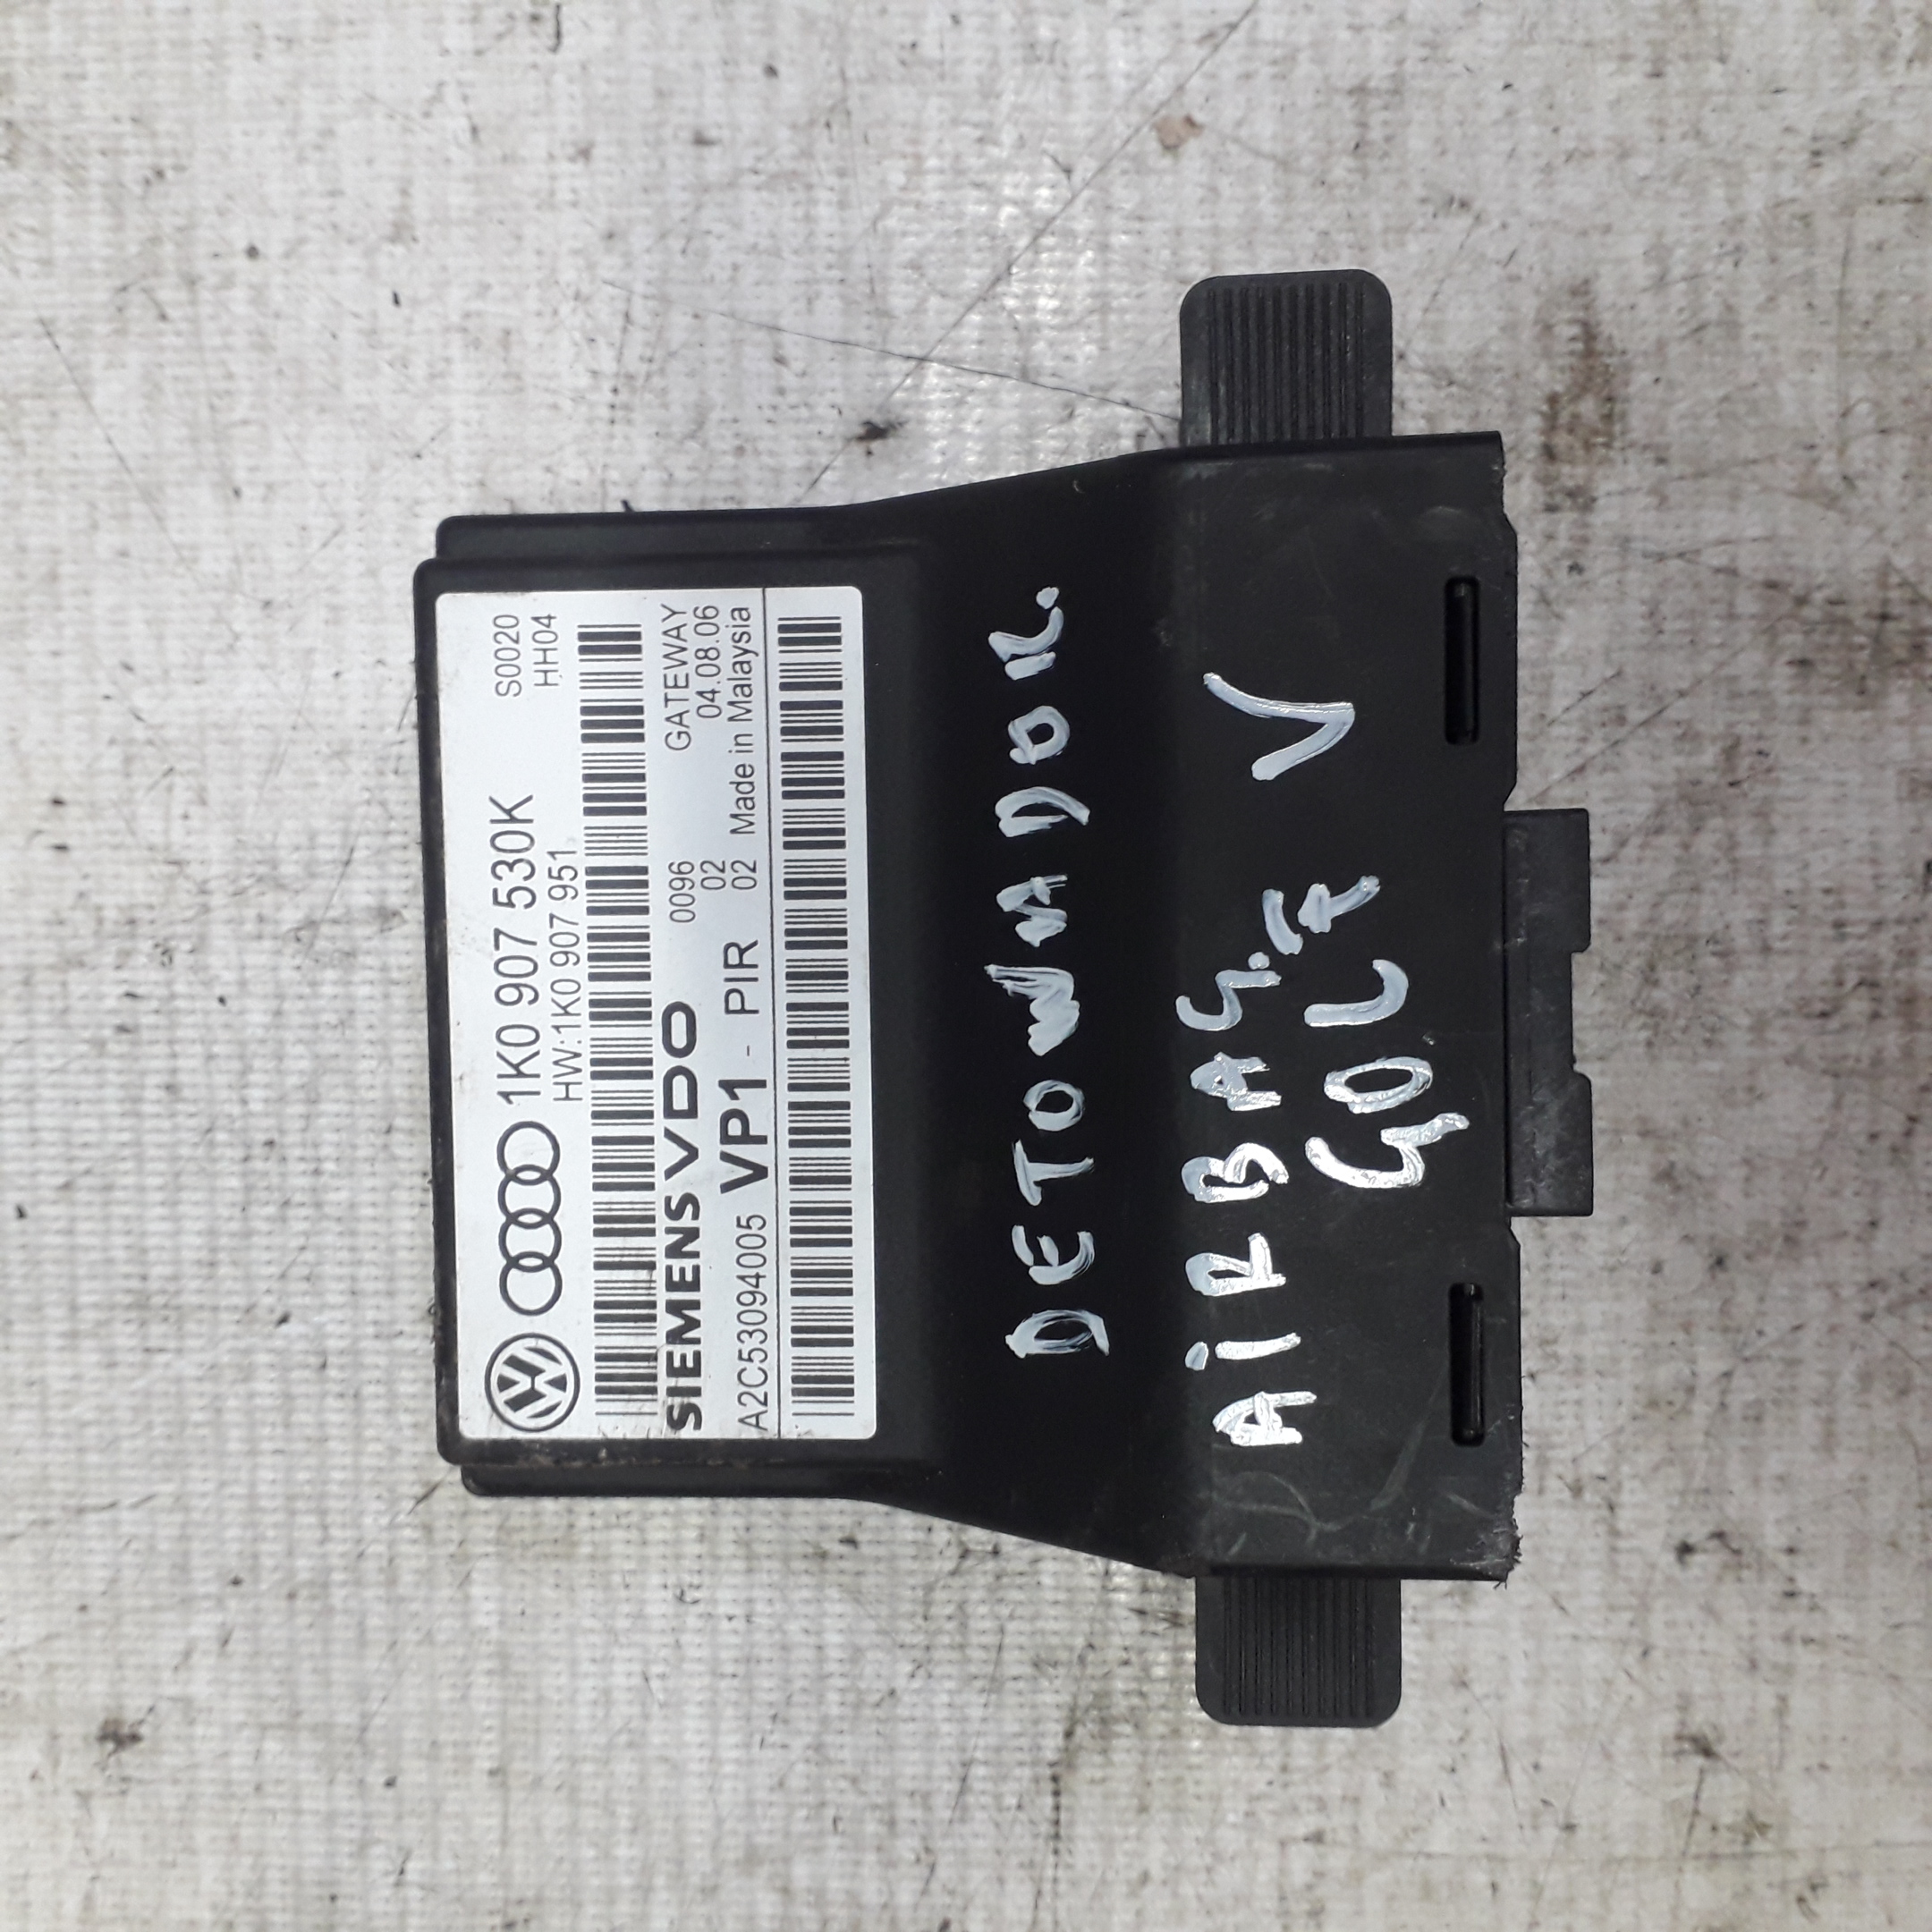 S0020
1K0 907 530K HH04
HW:1K0 907 951
SIEMENS VDO 0096 GATEWAY
02 04.08.06
A2C53094005 VP1 - PIR 02 Made in Malaysia
DETOWADOR.
AIRBAG.
GOLF V